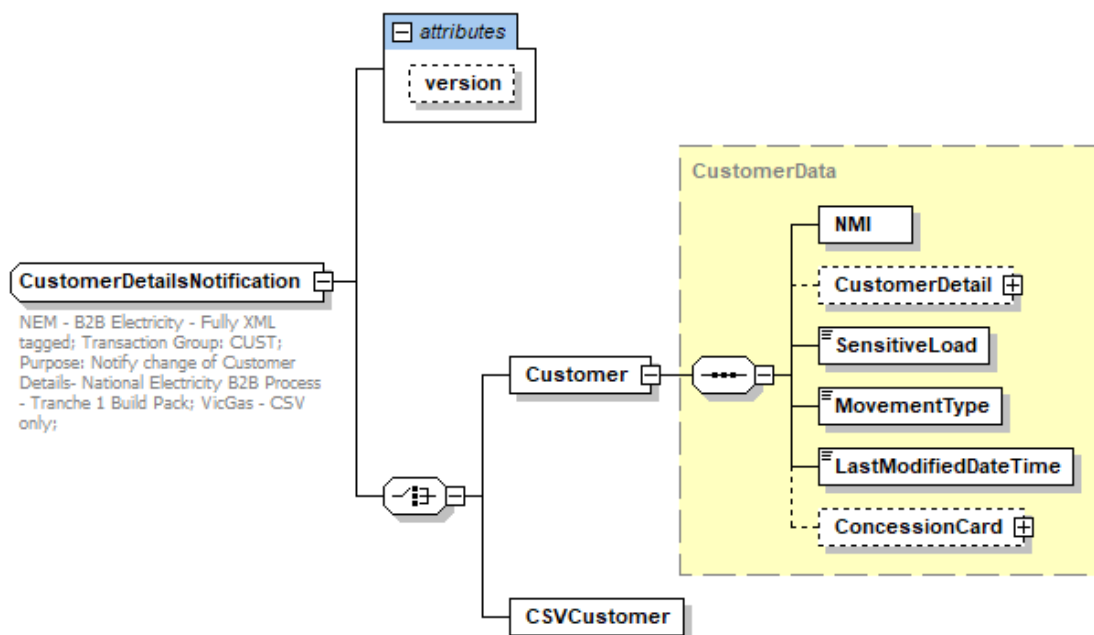 attributes
version
CustomerData
NMI
CustomerDetailsNotification
CustomerDetail
NEM - B2B Electricity - Fully XML
tagged; Transaction Group: CUST;
Purpose: Notify change of Customer
Details- National Electricity B2B Process
- Tranche 1 Build Pack; VicGas - CSV
only;
SensitiveLoad
Customer
MovementType
LastModifiedDateTime
ConcessionCard
CSVCustomer